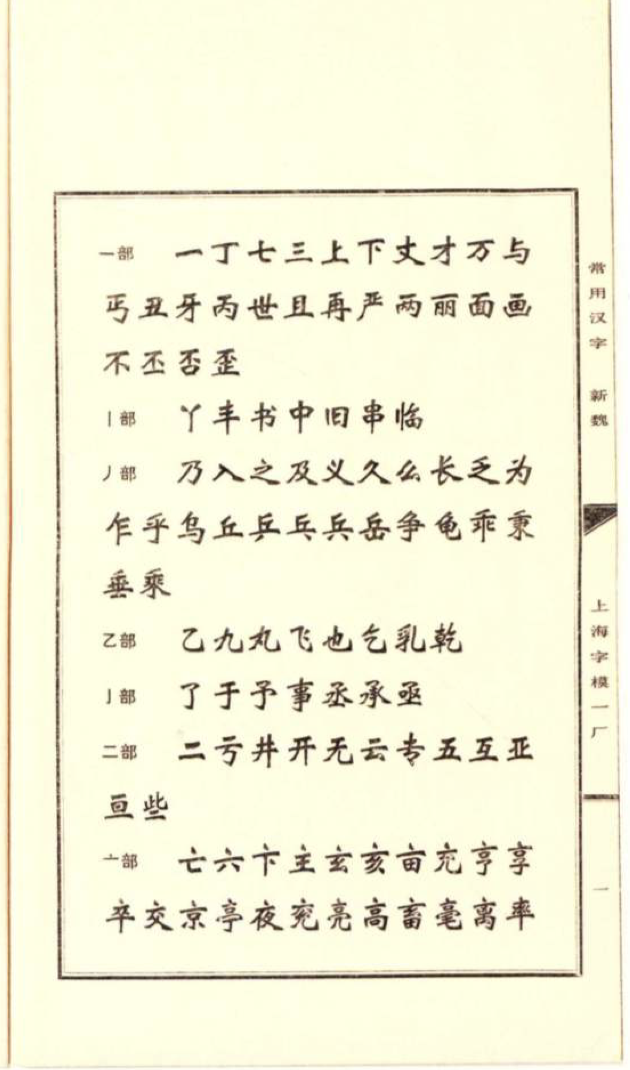 一部 一丁七三上下丈才万与
丐丑牙丙世且再严两丽面画
不丕否歪
丨部 丫丰书中旧串临
丿部 乃入之及义久么长乏为
乍乎乌丘乒乓兵岳争龟乖秉
垂乘
乙部 乙九丸飞也乞乳乾
亅部 了于予事丞承亟
二部 二亏井开无云专五互亚
亘些
亠部 亡六卞主玄亥亩充亨享
卒交京亭夜兖亮高畜毫离率
常用汉字 新魏
上海字模一厂
一